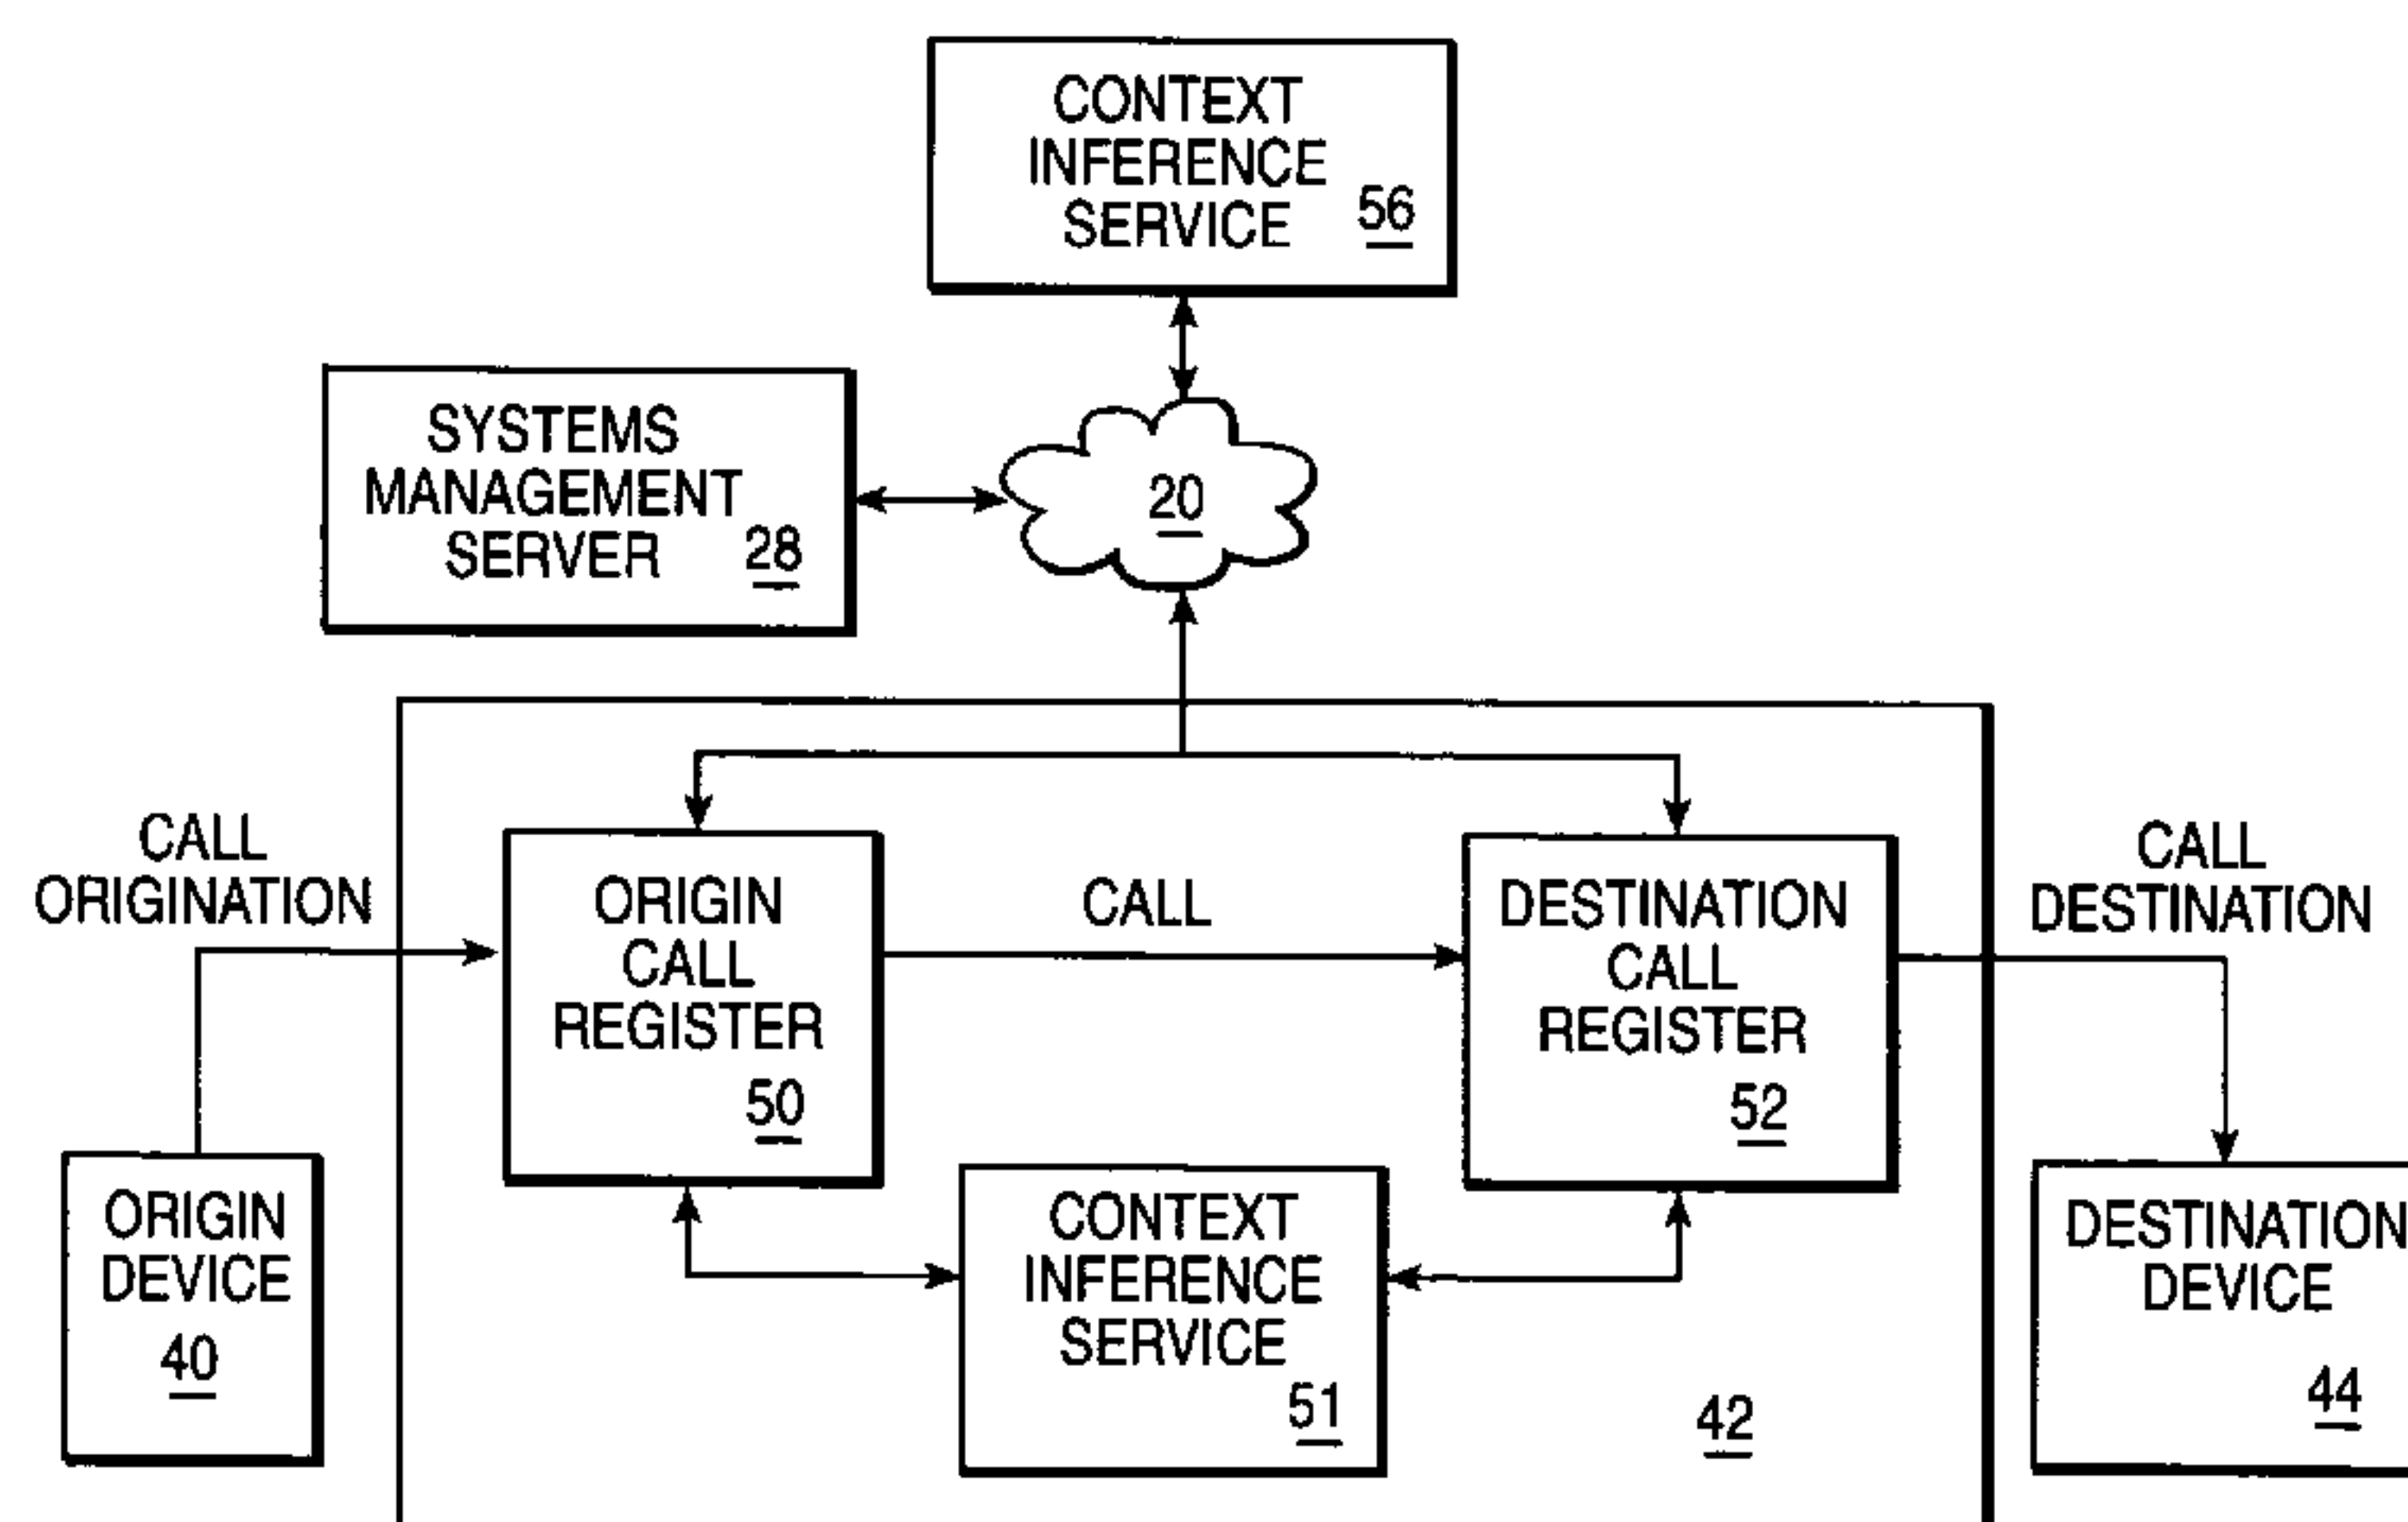 CONTEXT
INFERENCE
SERVICE 56
SYSTEMS
MANAGEMENT
SERVER 28
20
CALL
ORIGINATION
ORIGIN
CALL
REGISTER
50
CALL
DESTINATION
CALL
REGISTER
52
CALL
DESTINATION
ORIGIN
DEVICE
40
CONTEXT
INFERENCE
SERVICE
51
42
DESTINATION
DEVICE
44